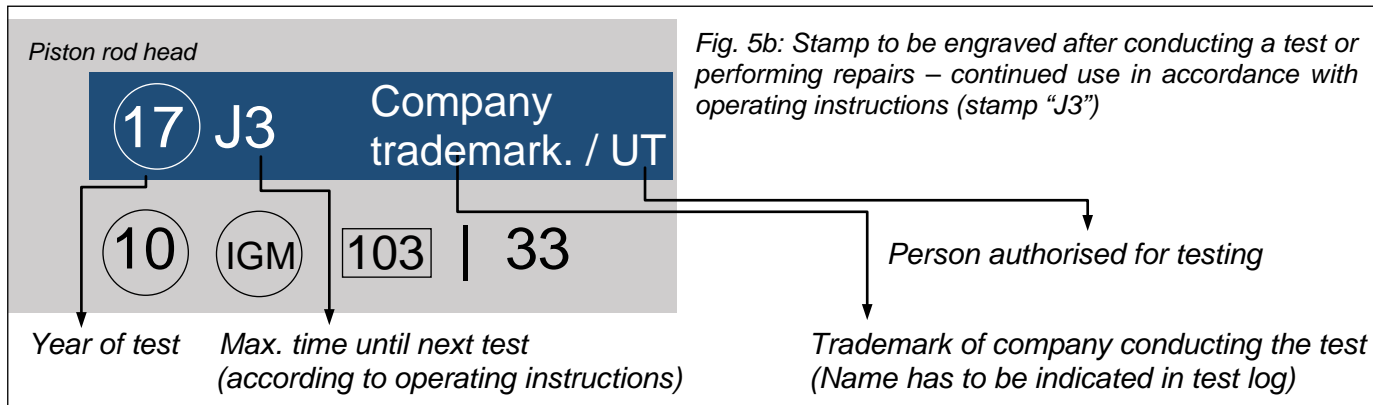 Piston rod head
Fig. 5b: Stamp to be engraved after conducting a test or
performing repairs – continued use in accordance with
operating instructions (stamp “J3”)
17 J3 Company
trademark. / UT
10 IGM 103 | 33
Person authorised for testing
Year of test
Max. time until next test
(according to operating instructions)
Trademark of company conducting the test
(Name has to be indicated in test log)